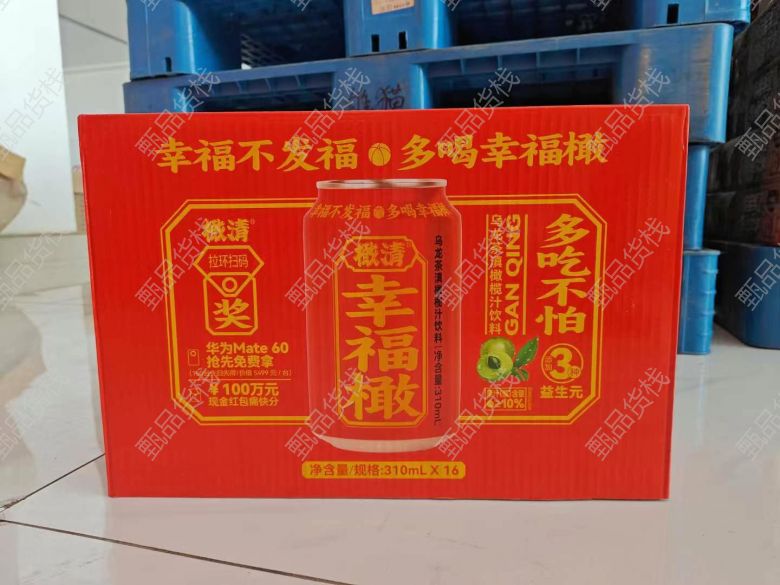 幸福不发福 多喝幸福橄
橄清®
拉环扫码
奖
华为Mate 60
抢先免费拿
¥100万元
现金红包痛快分
幸福不发福 多喝幸福橄
橄清
幸福橄
乌龙茶滇橄榄汁饮料
净含量:310mL
乌龙茶滇橄榄汁饮料
GAN QING
多吃不怕
添加
3种
益生元
≥10%
净含量/规格:310mL X 16
甄品货栈